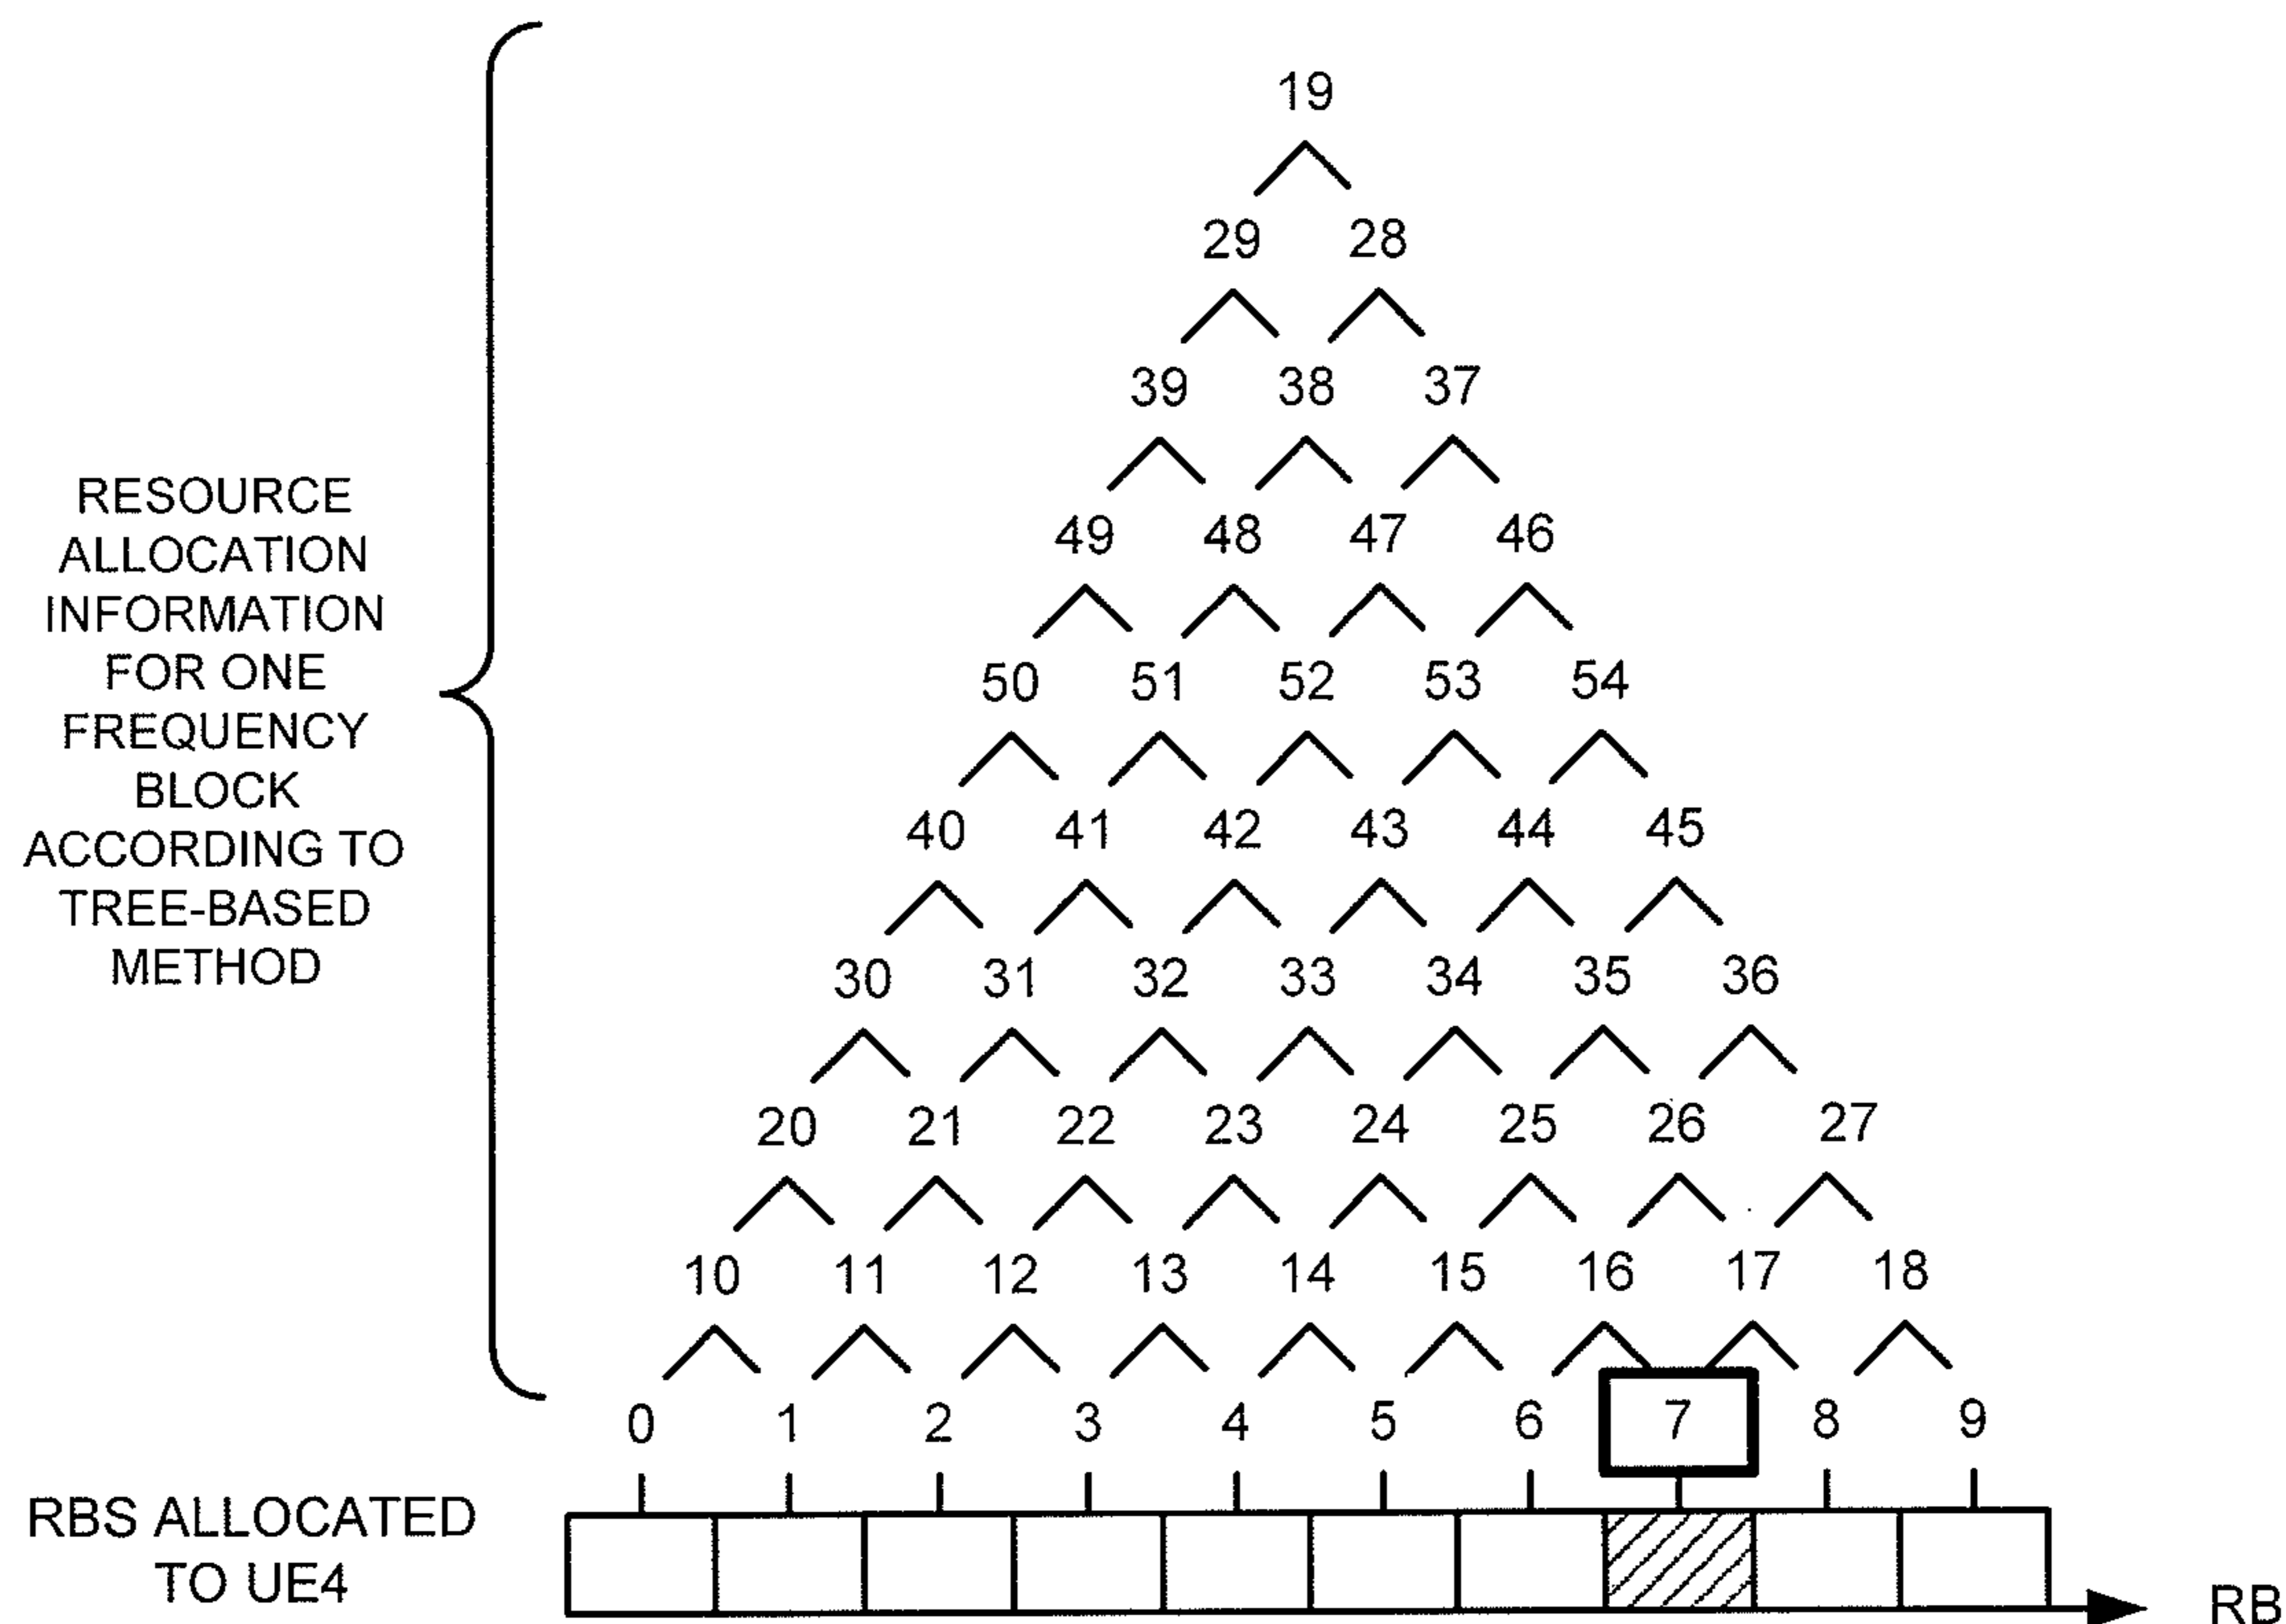 19
29 28
39 38 37
49 48 47 46
50 51 52 53 54
40 41 42 43 44 45
30 31 32 33 34 35 36
20 21 22 23 24 25 26 27
10 11 12 13 14 15 16 17 18
0 1 2 3 4 5 6 7 8 9
RESOURCE
ALLOCATION
INFORMATION
FOR ONE
FREQUENCY
BLOCK
ACCORDING TO
TREE-BASED
METHOD
RBS ALLOCATED
TO UE4
RB